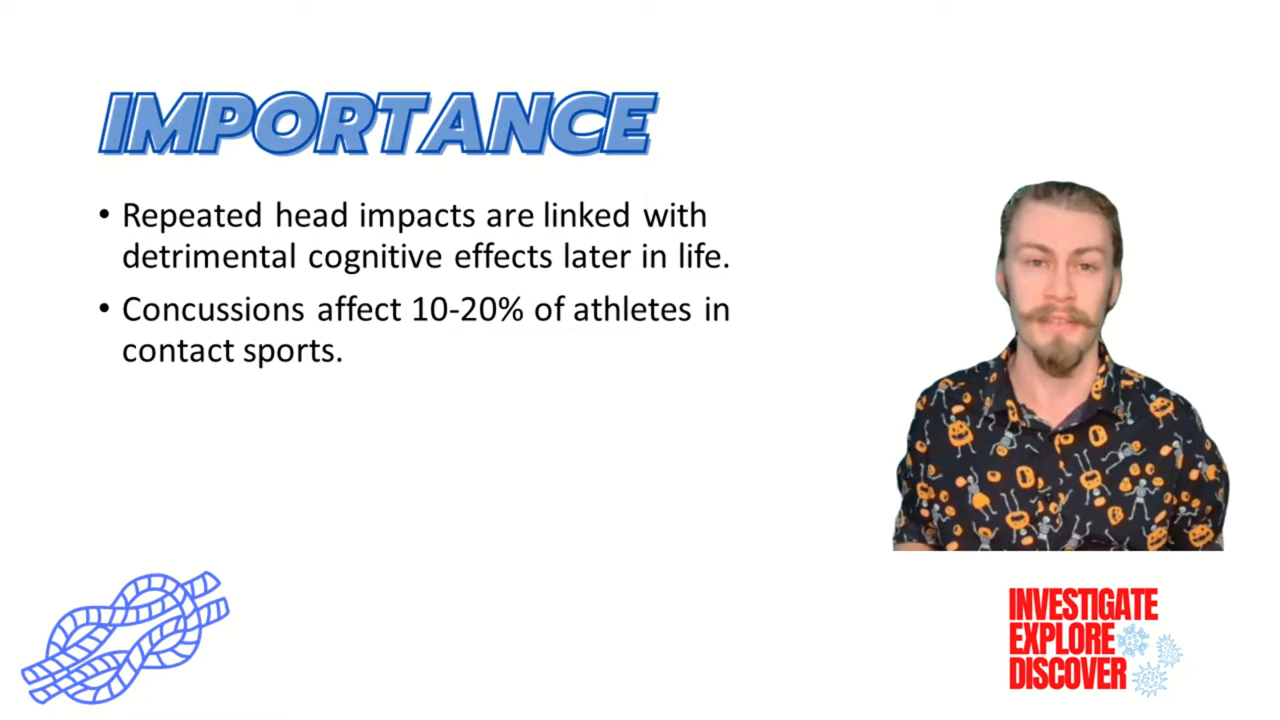 IMPORTANCE
• Repeated head impacts are linked with
detrimental cognitive effects later in life.
• Concussions affect 10-20% of athletes in
contact sports.
INVESTIGATE
EXPLORE
DISCOVER